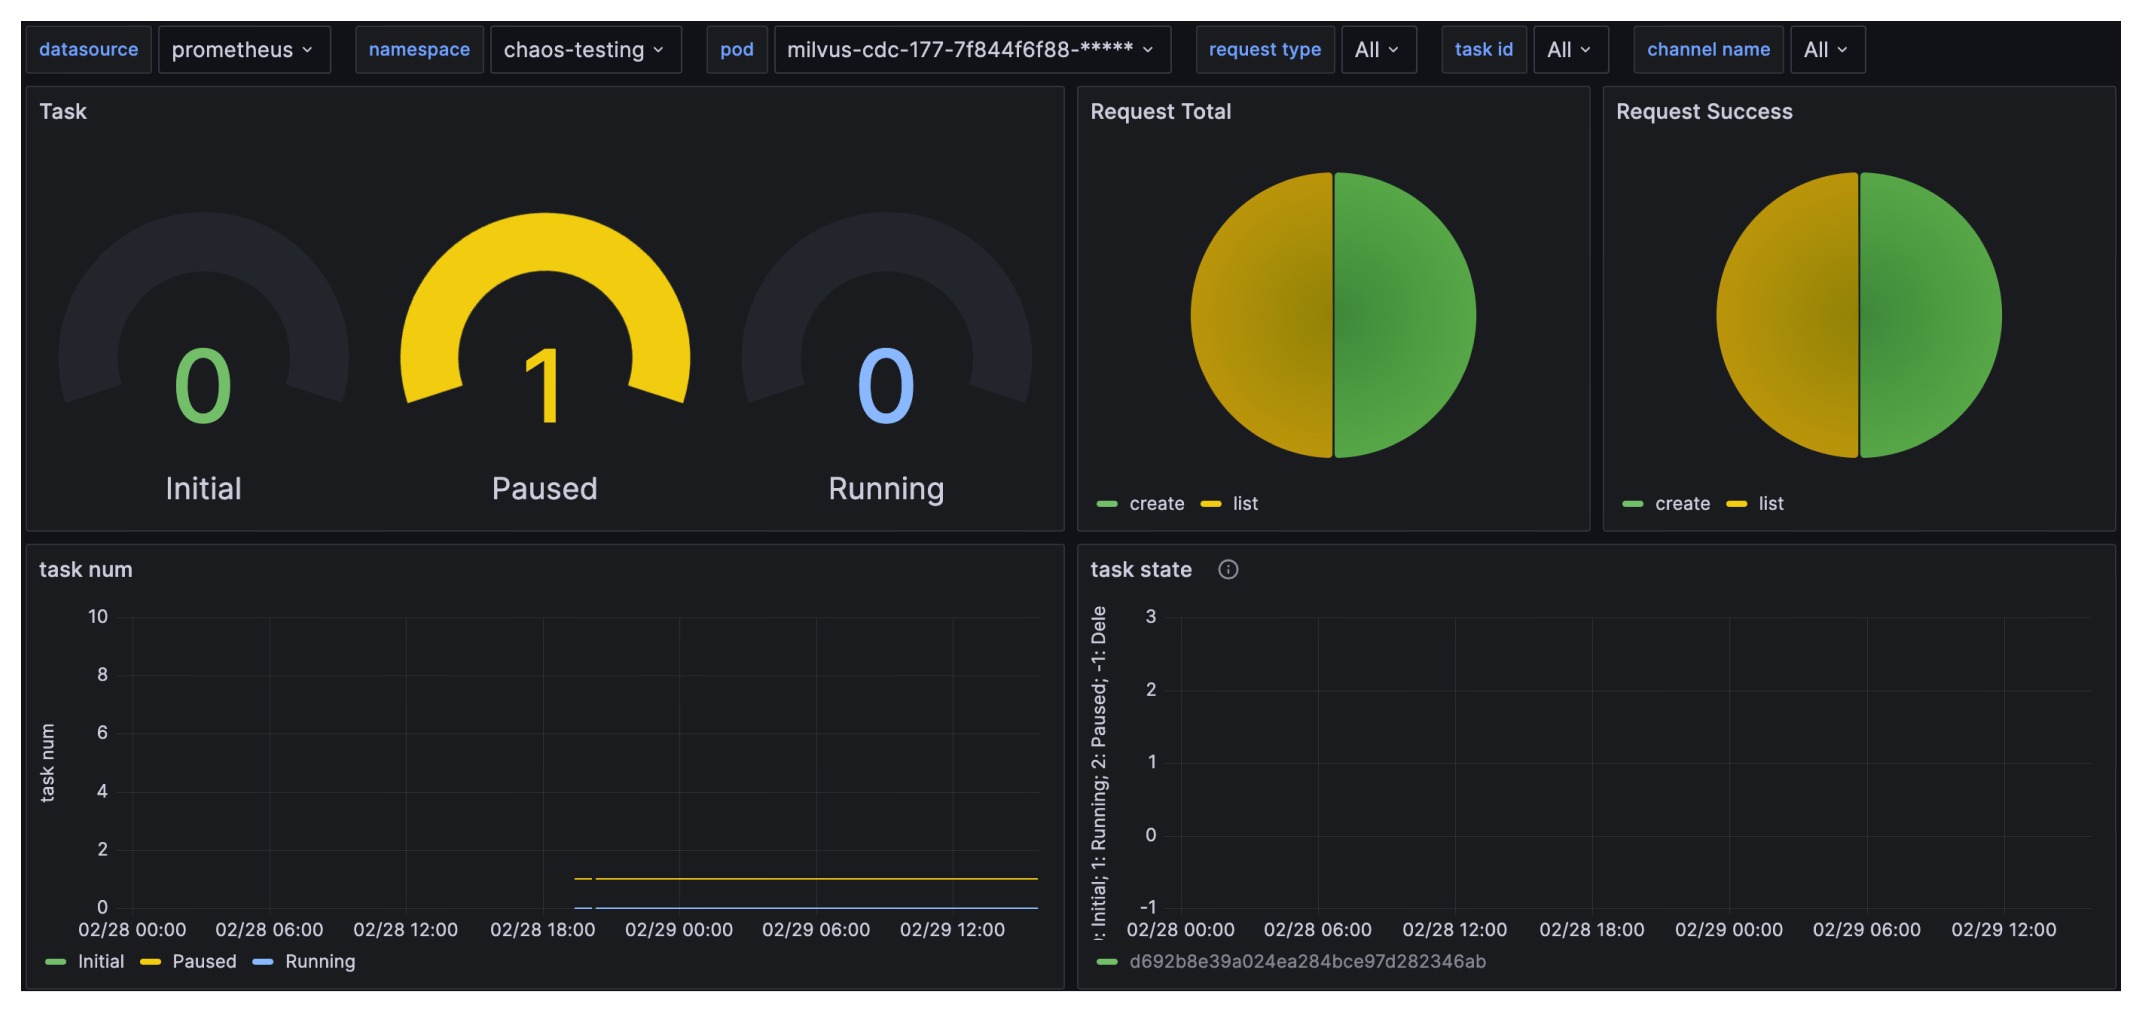 datasource prometheus namespace chaos-testing pod milvus-cdc-177-7f844f6f88-***** request type All task id All channel name All
Task
0
Initial
1
Paused
0
Running
Request Total
create list
Request Success
create list
task num
task num
10
8
6
4
2
0
02/28 00:00 02/28 06:00 02/28 12:00 02/28 18:00 02/29 00:00 02/29 06:00 02/29 12:00
Initial Paused Running
task state
: Initial; 1: Running; 2: Paused; -1: Dele
3
2
1
0
-1
02/28 00:00 02/28 06:00 02/28 12:00 02/28 18:00 02/29 00:00 02/29 06:00 02/29 12:00
d692b8e39a024ea284bce97d282346ab